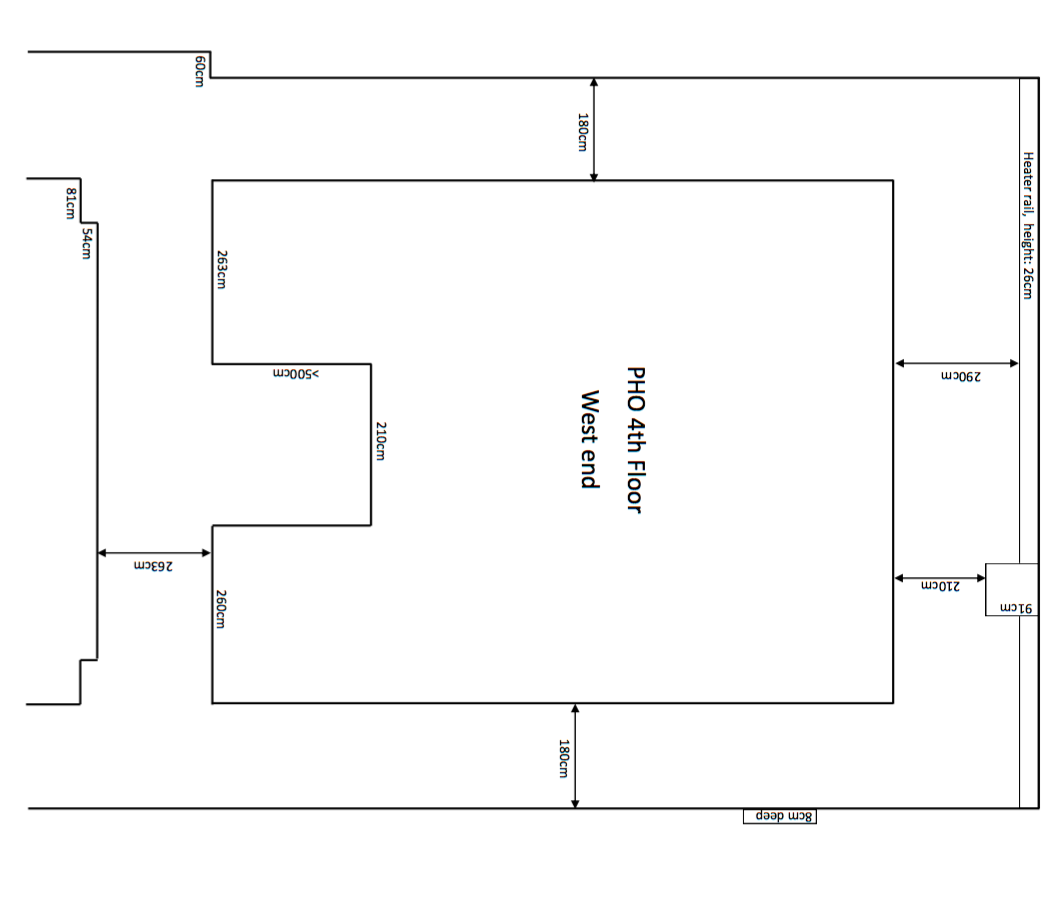 60cm
180cm
Heater rail, height: 26cm
81cm
54cm
263cm
>500cm
290cm
210cm
PHO 4th Floor
West end
263cm
260cm
210cm
91cm
180cm
8cm deep